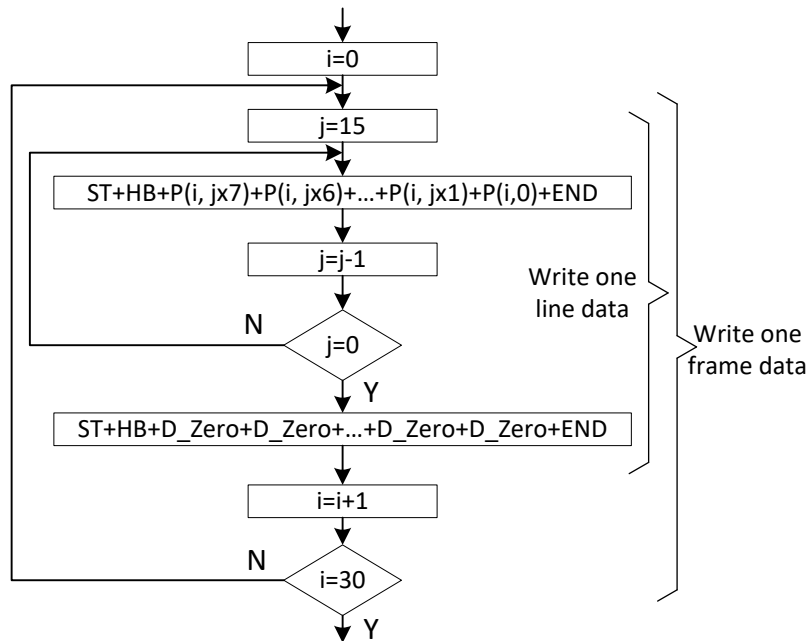 i=0
j=15
ST+HB+P(i, jx7)+P(i, jx6)+...+P(i, jx1)+P(i,0)+END
j=j-1
Write one
line data
N
j=0
Write one
frame data
Y
ST+HB+D_Zero+D_Zero+...+D_Zero+D_Zero+END
i=i+1
N
i=30
Y